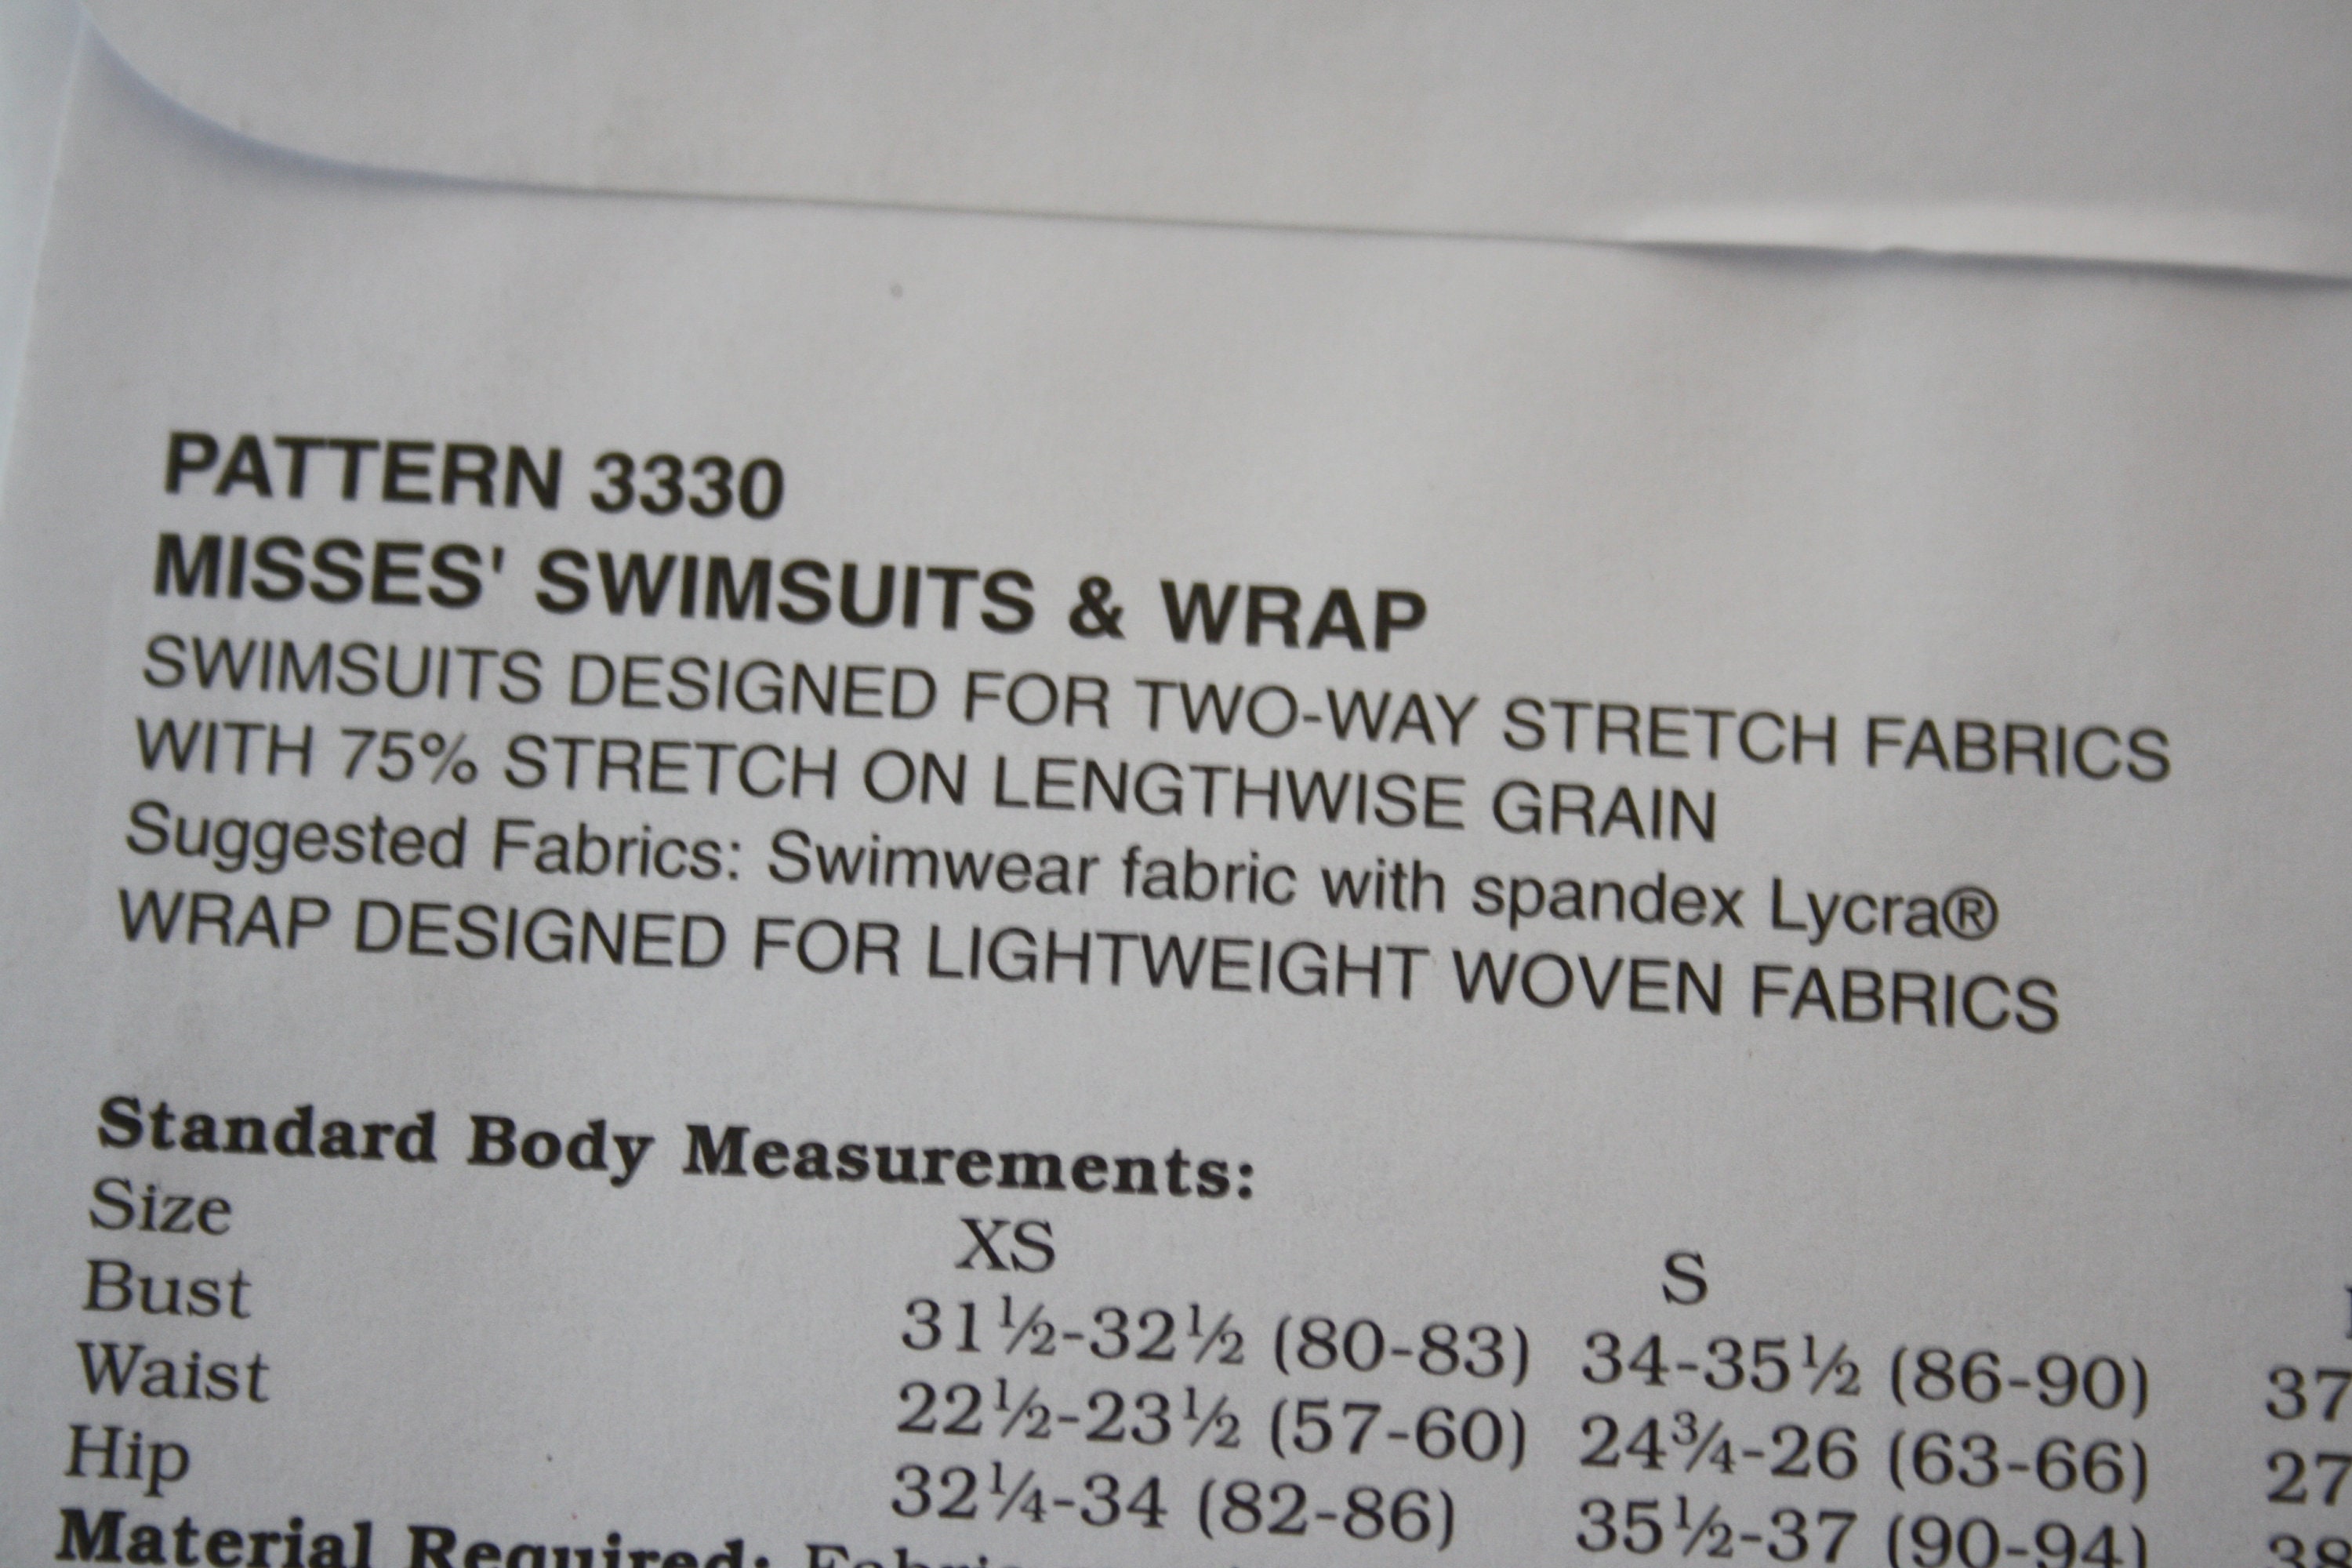 PATTERN 3330
MISSES' SWIMSUITS & WRAP
SWIMSUITS DESIGNED FOR TWO-WAY STRETCH FABRICS
WITH 75% STRETCH ON LENGTHWISE GRAIN
Suggested Fabrics: Swimwear fabric with spandex Lycra®
WRAP DESIGNED FOR LIGHTWEIGHT WOVEN FABRICS
Standard Body Measurements:
Size XS S
Bust 31½-32½ (80-83) 34-35½ (86-90) 37
Waist 22½-23½ (57-60) 24¾-26 (63-66) 27
Hip 32¼-34 (82-86) 35½-37 (90-94)
Material Required: